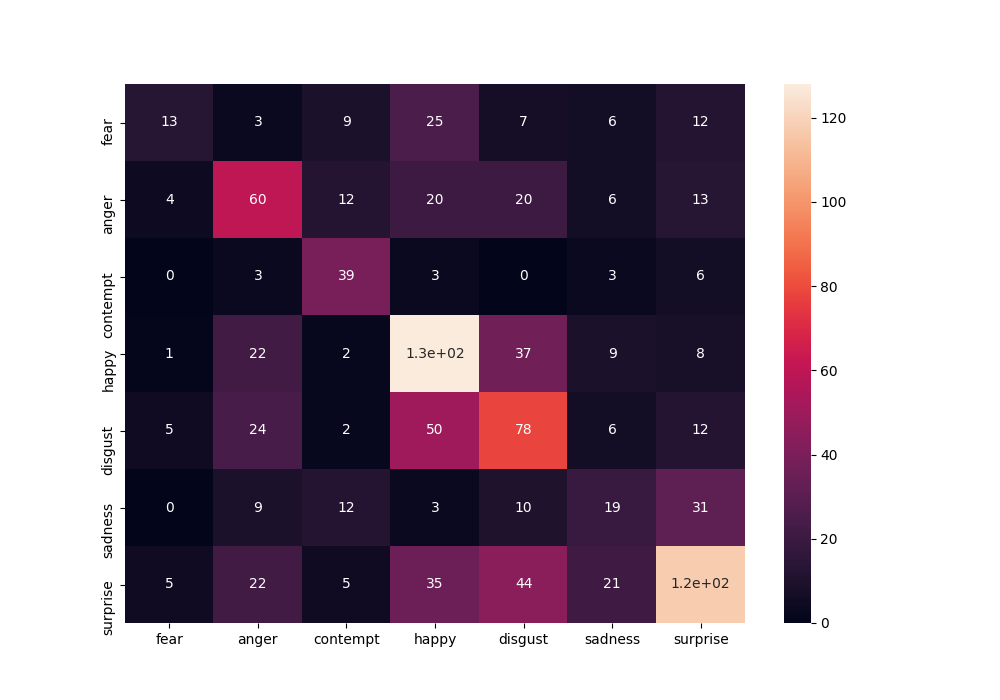 fear 13 3 9 25 7 6 12
anger 4 60 12 20 20 6 13
contempt 0 3 39 3 0 3 6
happy 1 22 2 1.3e+02 37 9 8
disgust 5 24 2 50 78 6 12
sadness 0 9 12 3 10 19 31
surprise 5 22 5 35 44 21 1.2e+02
fear anger contempt happy disgust sadness surprise
120
100
80
60
40
20
0